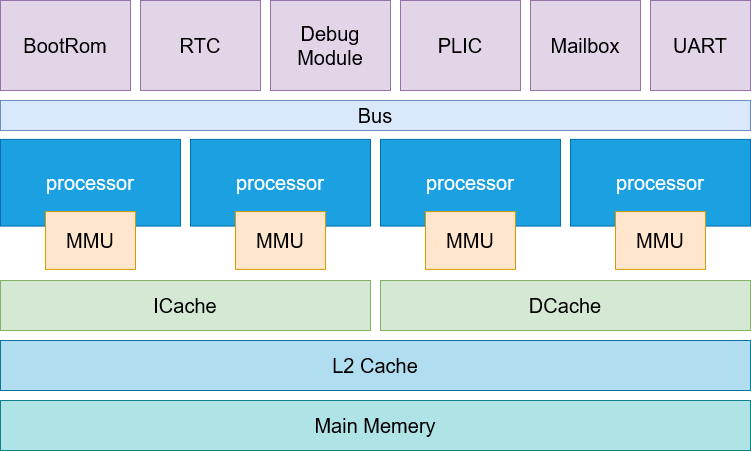 BootRom
RTC
Debug
Module
PLIC
Mailbox
UART
Bus
processor
processor
processor
processor
MMU
MMU
MMU
MMU
ICache
DCache
L2 Cache
Main Memery